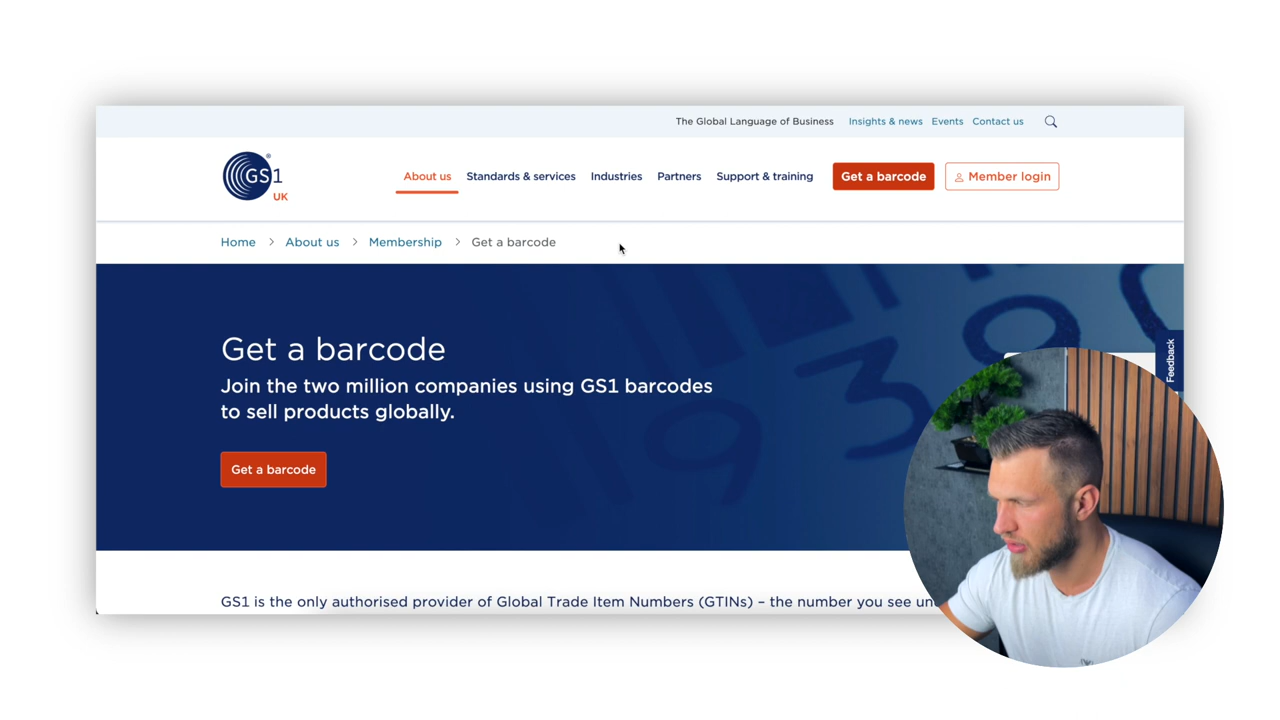 The Global Language of Business Insights & news Events Contact us
GS1 UK
About us Standards & services Industries Partners Support & training Get a barcode Member login
Home > About us > Membership > Get a barcode
Get a barcode
Join the two million companies using GS1 barcodes
to sell products globally.
Get a barcode
Feedback
GS1 is the only authorised provider of Global Trade Item Numbers (GTINs) – the number you see